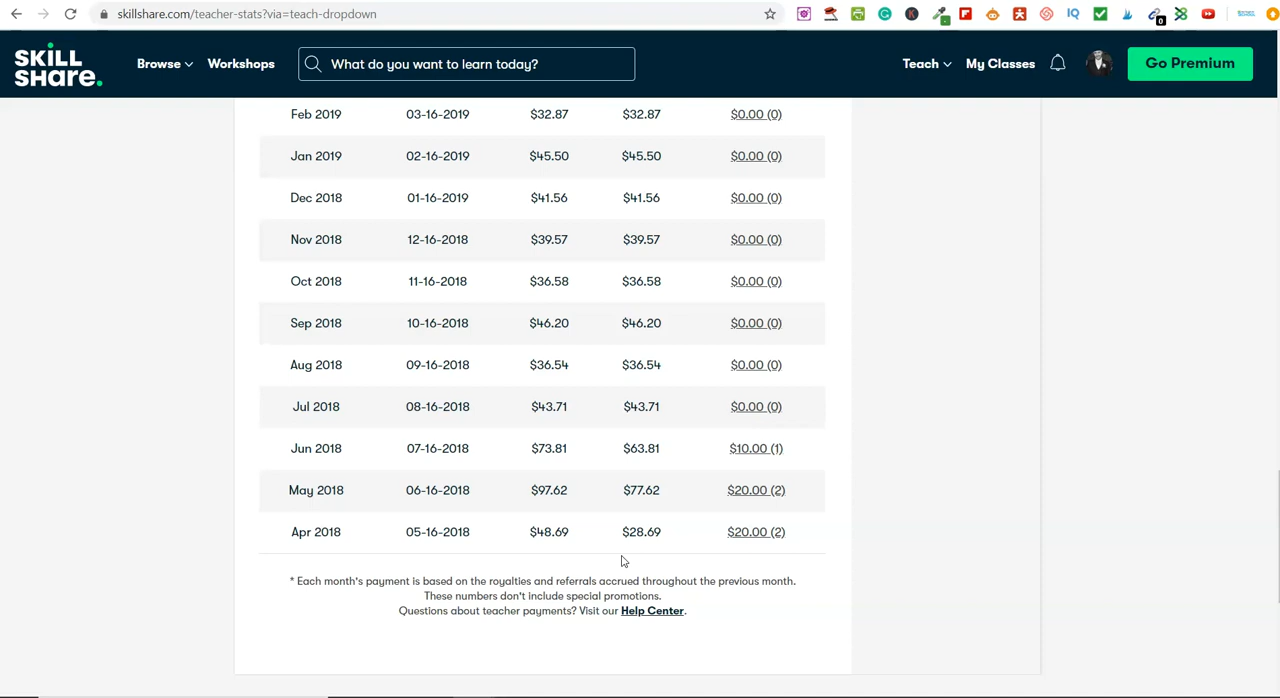 skillshare.com/teacher-stats?via=teach-dropdown
SKILL SHARE. Browse Workshops What do you want to learn today? Teach My Classes Go Premium
Feb 2019 03-16-2019 $32.87 $32.87 $0.00 (0)
Jan 2019 02-16-2019 $45.50 $45.50 $0.00 (0)
Dec 2018 01-16-2019 $41.56 $41.56 $0.00 (0)
Nov 2018 12-16-2018 $39.57 $39.57 $0.00 (0)
Oct 2018 11-16-2018 $36.58 $36.58 $0.00 (0)
Sep 2018 10-16-2018 $46.20 $46.20 $0.00 (0)
Aug 2018 09-16-2018 $36.54 $36.54 $0.00 (0)
Jul 2018 08-16-2018 $43.71 $43.71 $0.00 (0)
Jun 2018 07-16-2018 $73.81 $63.81 $10.00 (1)
May 2018 06-16-2018 $97.62 $77.62 $20.00 (2)
Apr 2018 05-16-2018 $48.69 $28.69 $20.00 (2)
* Each month's payment is based on the royalties and referrals accrued throughout the previous month.
These numbers don't include special promotions.
Questions about teacher payments? Visit our Help Center.